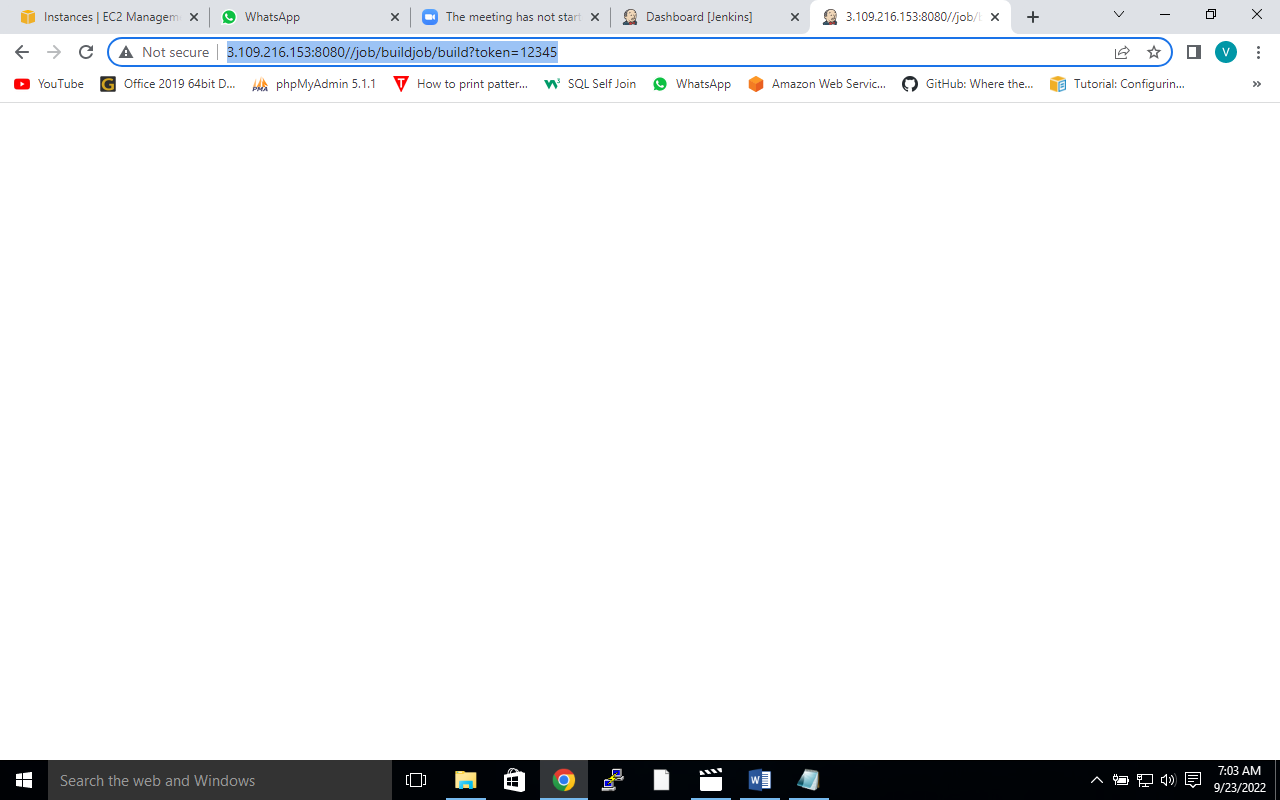 Instances | EC2 Managem
WhatsApp
The meeting has not start
Dashboard [Jenkins]
3.109.216.153:8080//job/b
Not secure
3.109.216.153:8080//job/buildjob/build?token=12345
V
YouTube
Office 2019 64bit D...
PMA
phpMyAdmin 5.1.1
How to print patter...
SQL Self Join
WhatsApp
Amazon Web Servic...
GitHub: Where the...
Tutorial: Configurin...
»
Search the web and Windows
7:03 AM
9/23/2022